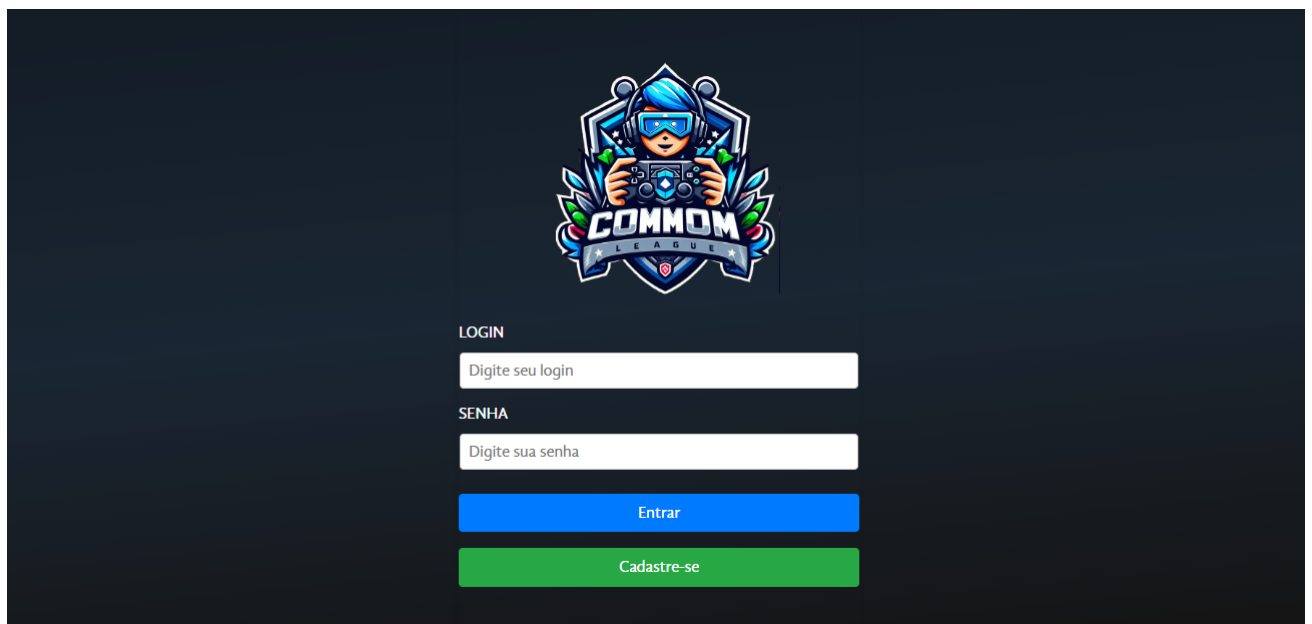 COMMOM
LEAGUE
LOGIN
Digite seu login
SENHA
Digite sua senha
Entrar
Cadastre-se